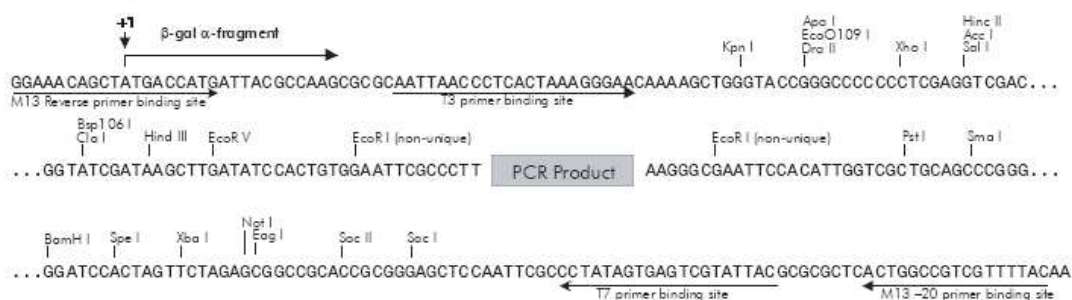 +1
β-gal α-fragment
Apa I
EcoO109 I
Dra II
Hinc II
Acc I
Sal I
Kpn I
Xho I
GGAAACAGCTATGACCATGATTACGCCAAGCGCGCAATTAACCCTCACTAAAGGGAACAAAAGCTGGGTACCGGGCCCCCCCTCGAGGTCGAC...
M13 Reverse primer binding site
T3 primer binding site
Bsp106 I
Cla I
Hind III
EcoR V
EcoR I (non-unique)
EcoR I (non-unique)
Pst I
Sma I
...GGTATCGATAAGCTTGATATCCACTGTGGAATTCGCCCTT PCR Product AAGGGCGAATTCCACATTGGTCGCTGCAGCCCGGG...
BamH I
Spe I
Xba I
Not I
Eag I
Sac II
Sac I
...GGATCCACTAGTTCTAGAGCGGCCGCACCGCGGGAGCTCCAATTCGCCCTATAGTGAGTCGTATTACGCGCGCTCACTGGCCGTCGTTTTACAA
T7 primer binding site
M13 –20 primer binding site